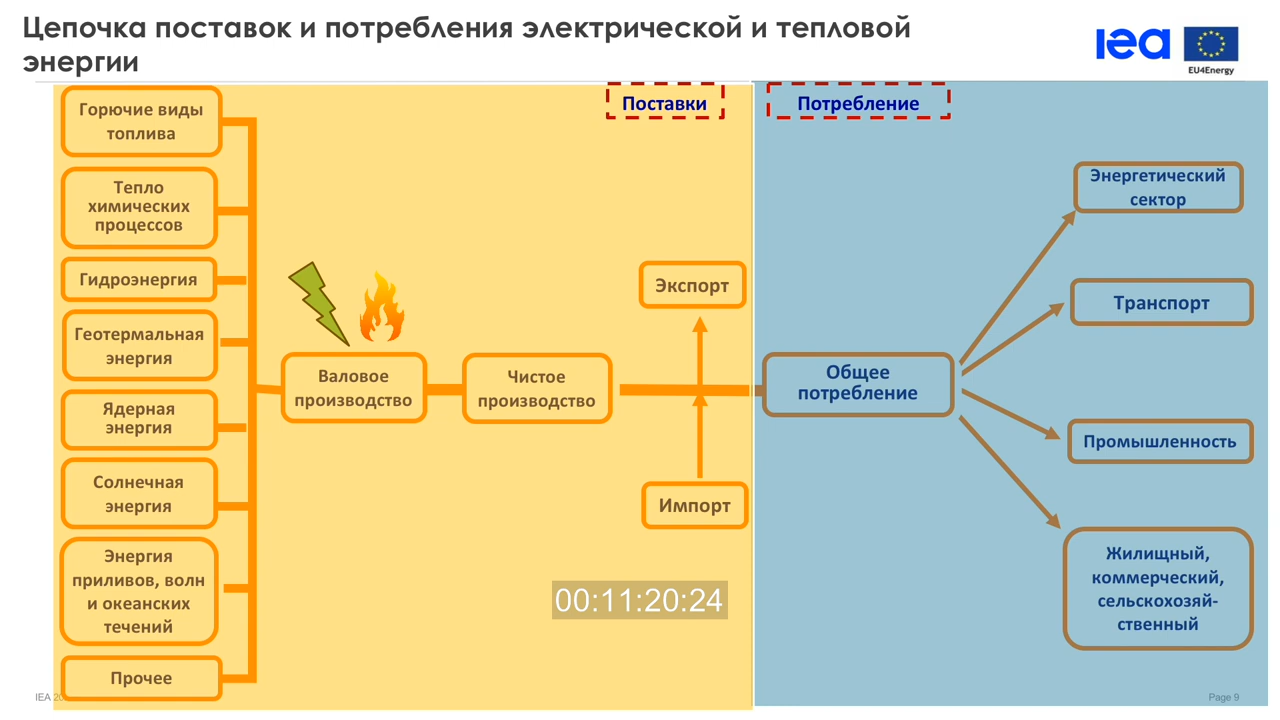 Цепочка поставок и потребления электрической и тепловой
энергии
iea
EU4Energy
Поставки
Потребление
Горючие виды
топлива
Тепло
химических
процессов
Гидроэнергия
Геотермальная
энергия
Ядерная
энергия
Солнечная
энергия
Энергия
приливов, волн
и океанских
течений
Прочее
Валовое
производство
Чистое
производство
Экспорт
Импорт
Общее
потребление
Энергетический
сектор
Транспорт
Промышленность
Жилищный,
коммерческий,
сельскохозяй-
ственный
00:11:20:24
IEA
Page 9